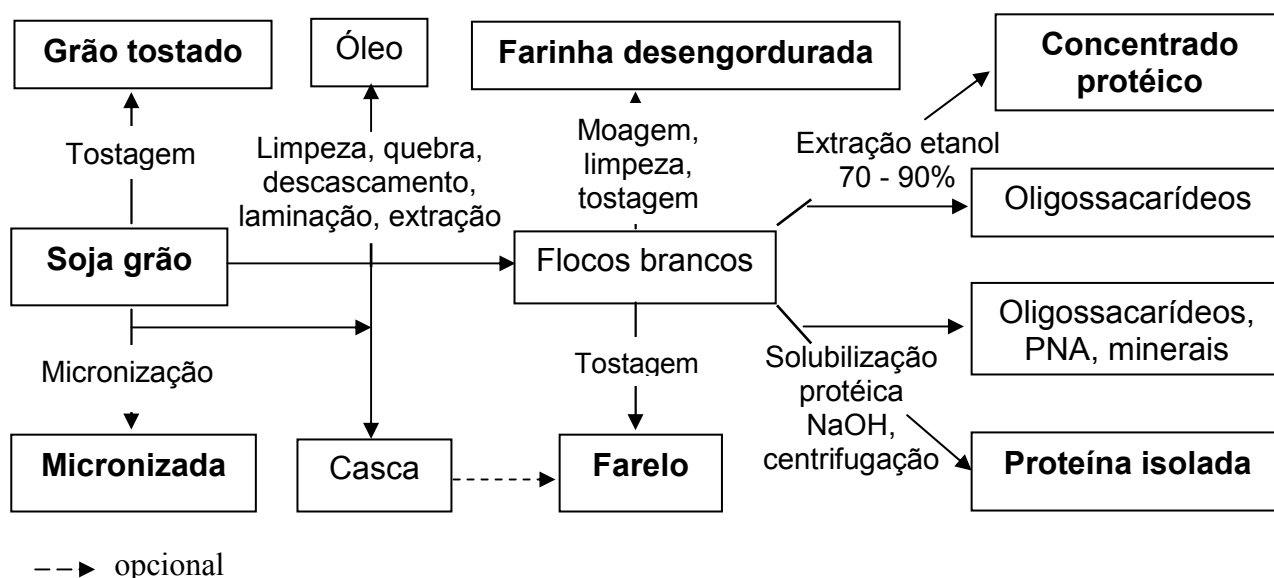 Grão tostado
Óleo
Farinha desengordurada
Concentrado
protéico
Tostagem
Limpeza, quebra,
descascamento,
laminação, extração
Moagem,
limpeza,
tostagem
Extração etanol
70 - 90%
Oligossacarídeos
Soja grão
Flocos brancos
Oligossacarídeos,
PNA, minerais
Micronização
Tostagem
Solubilização
protéica
NaOH,
centrifugação
Micronizada
Casca
Farelo
Proteína isolada
opcional